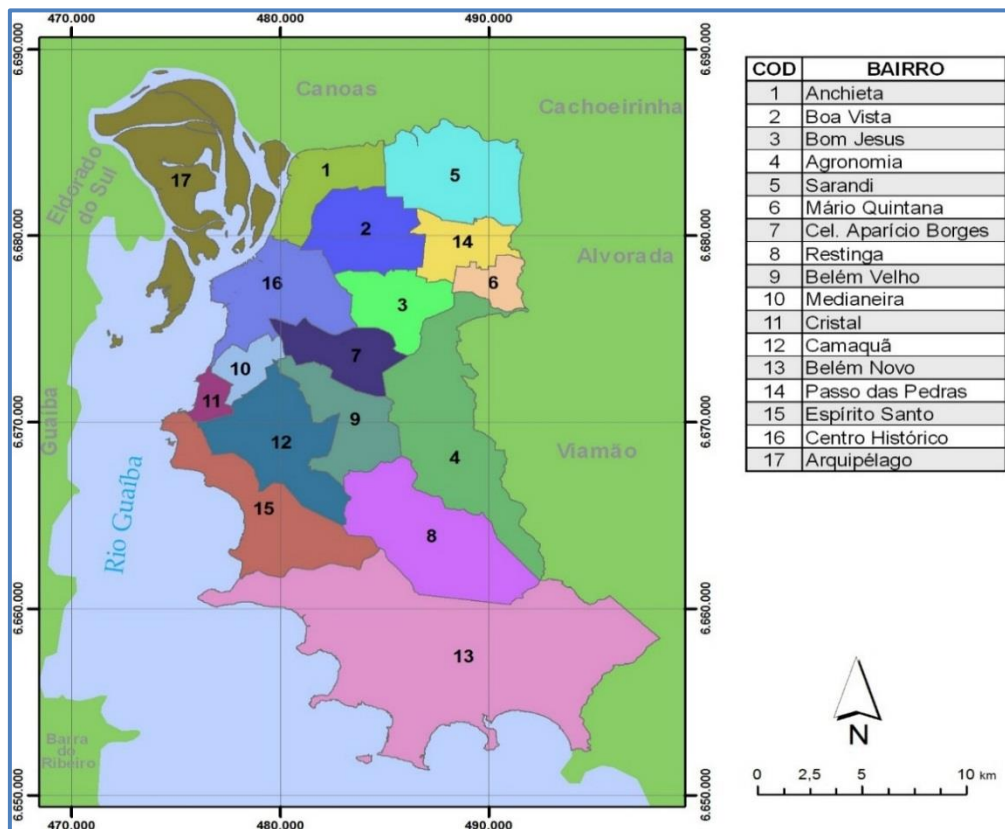 470.000 480.000 490.000
6.690.000 6.690.000
Canoas
Cachoeirinha
Eldorado
do Sul
17
1
5
2
6.680.000 6.680.000
14
Alvorada
16
3
6
7
10
11
9
Guaíba
6.670.000 6.670.000
12
4
Viamão
15
8
Rio Guaíba
6.660.000 6.660.000
13
Barra
do
Ribeiro
6.650.000 6.650.000
470.000 480.000 490.000
COD BAIRRO
1 Anchieta
2 Boa Vista
3 Bom Jesus
4 Agronomia
5 Sarandi
6 Mário Quintana
7 Cel. Aparício Borges
8 Restinga
9 Belém Velho
10 Medianeira
11 Cristal
12 Camaquã
13 Belém Novo
14 Passo das Pedras
15 Espírito Santo
16 Centro Histórico
17 Arquipélago
N
0 2,5 5 10 km